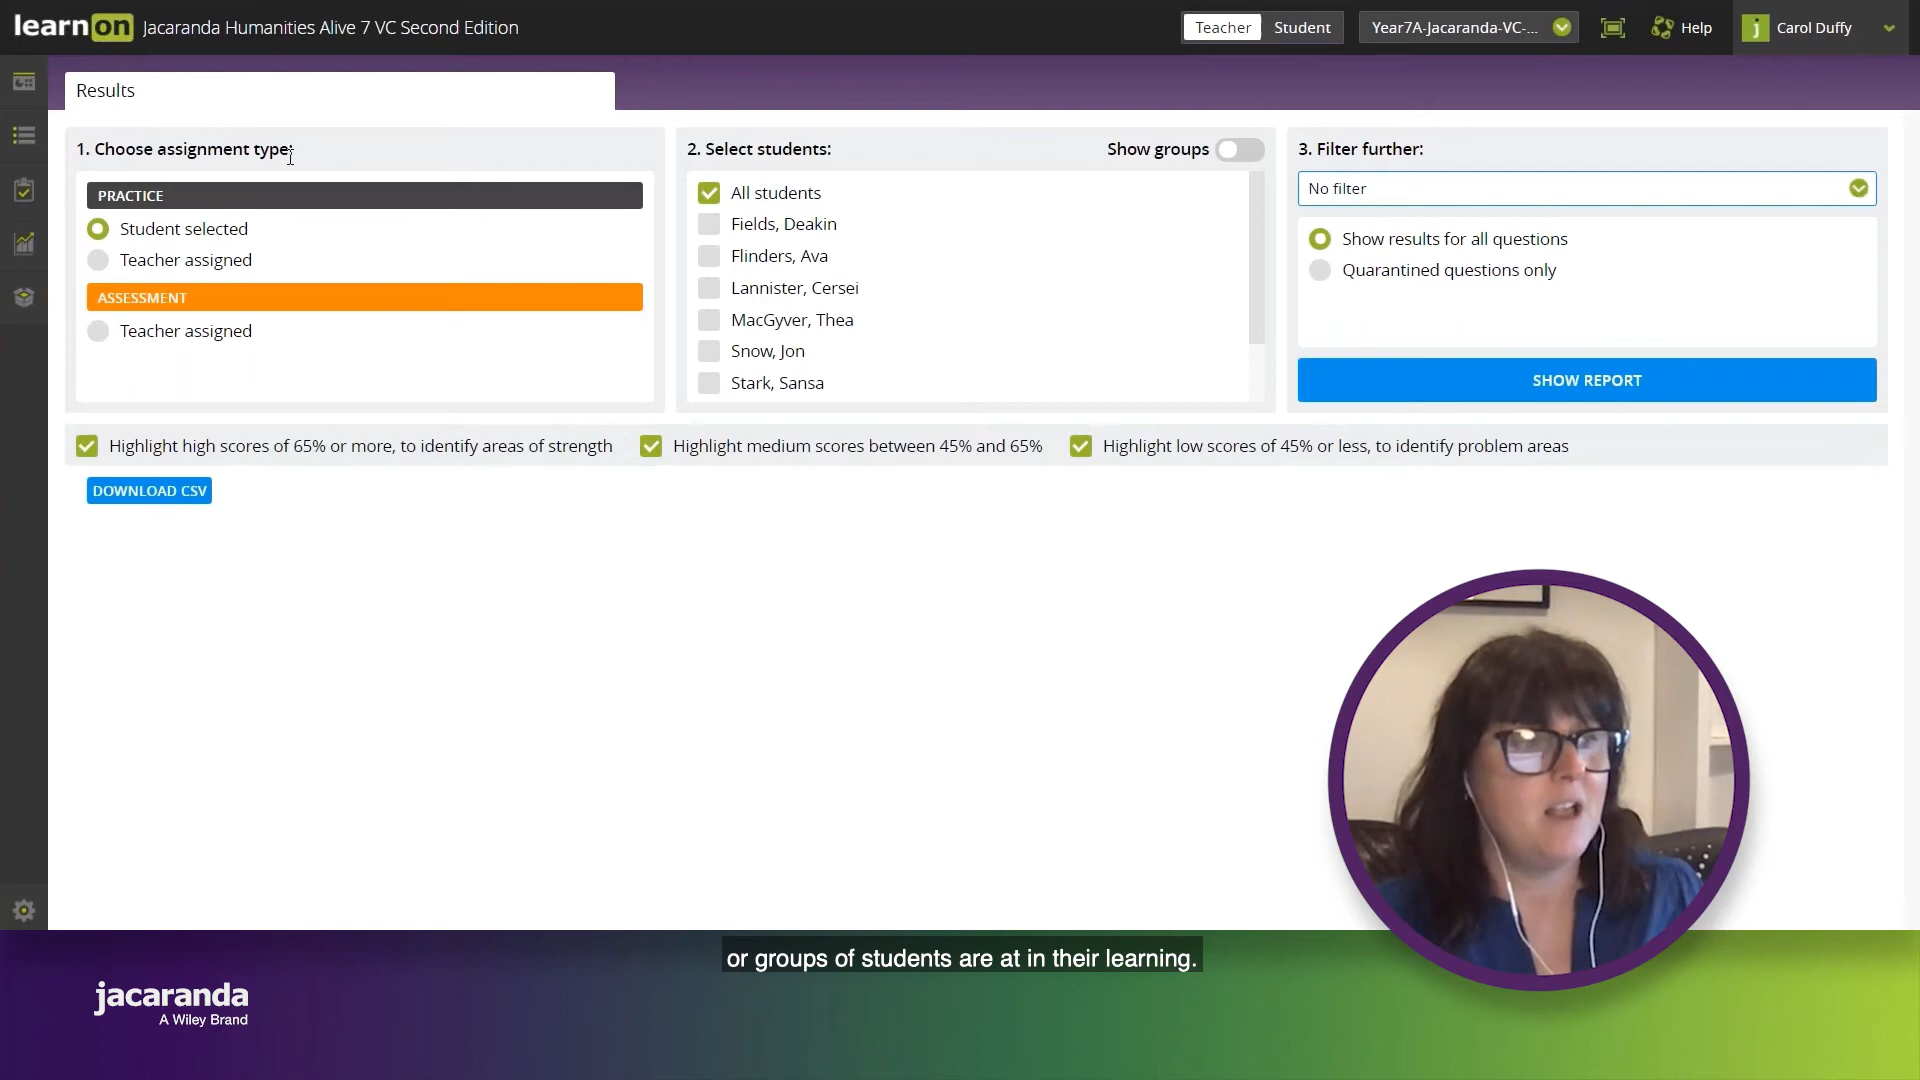 learnon Jacaranda Humanities Alive 7 VC Second Edition
Teacher Student Year7A-Jacaranda-VC-... Help j Carol Duffy
Results
1. Choose assignment type:
PRACTICE
Student selected
Teacher assigned
ASSESSMENT
Teacher assigned
2. Select students: Show groups
All students
Fields, Deakin
Flinders, Ava
Lannister, Cersei
MacGyver, Thea
Snow, Jon
Stark, Sansa
3. Filter further:
No filter
Show results for all questions
Quarantined questions only
SHOW REPORT
Highlight high scores of 65% or more, to identify areas of strength Highlight medium scores between 45% and 65% Highlight low scores of 45% or less, to identify problem areas
DOWNLOAD CSV
or groups of students are at in their learning.
jacaranda
A Wiley Brand